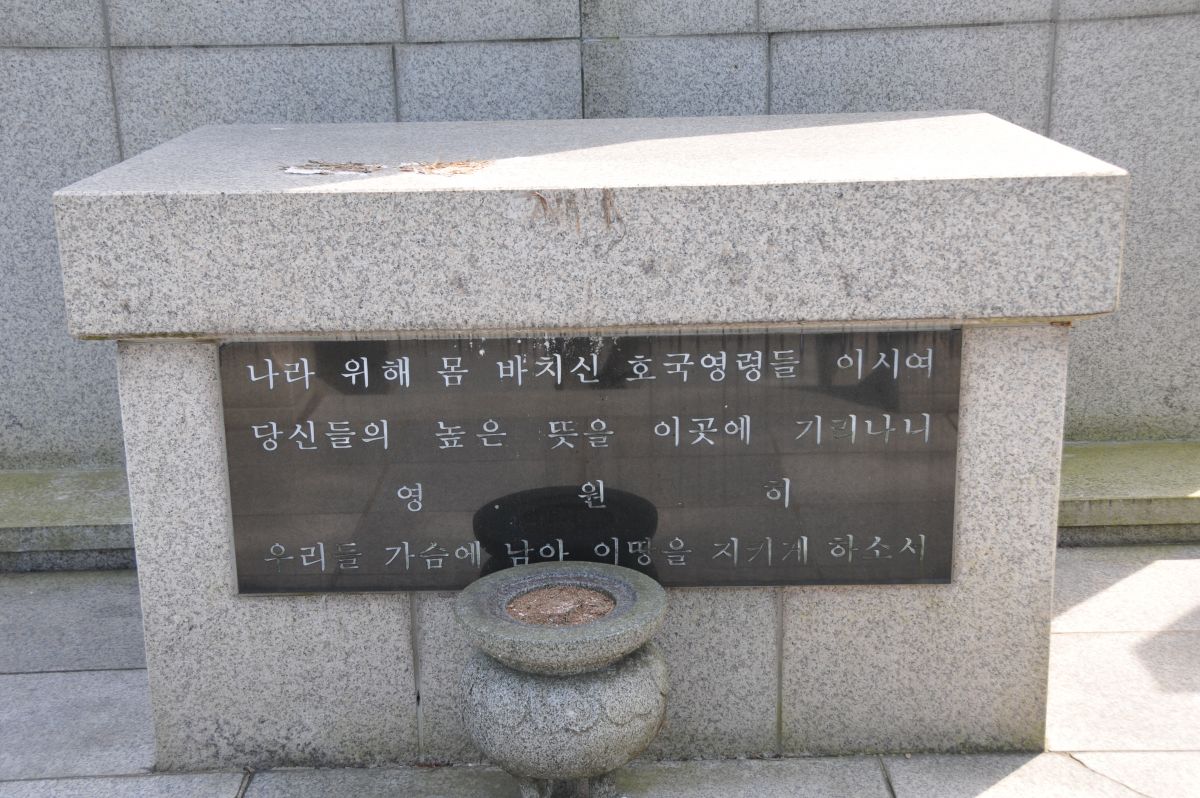 나라 위해 몸 바치신 호국영령들 이시여
당신들의 높은 뜻을 이곳에 기리나니
영 원 히
우리들 가슴에 남아 이땅을 지키게 하소서